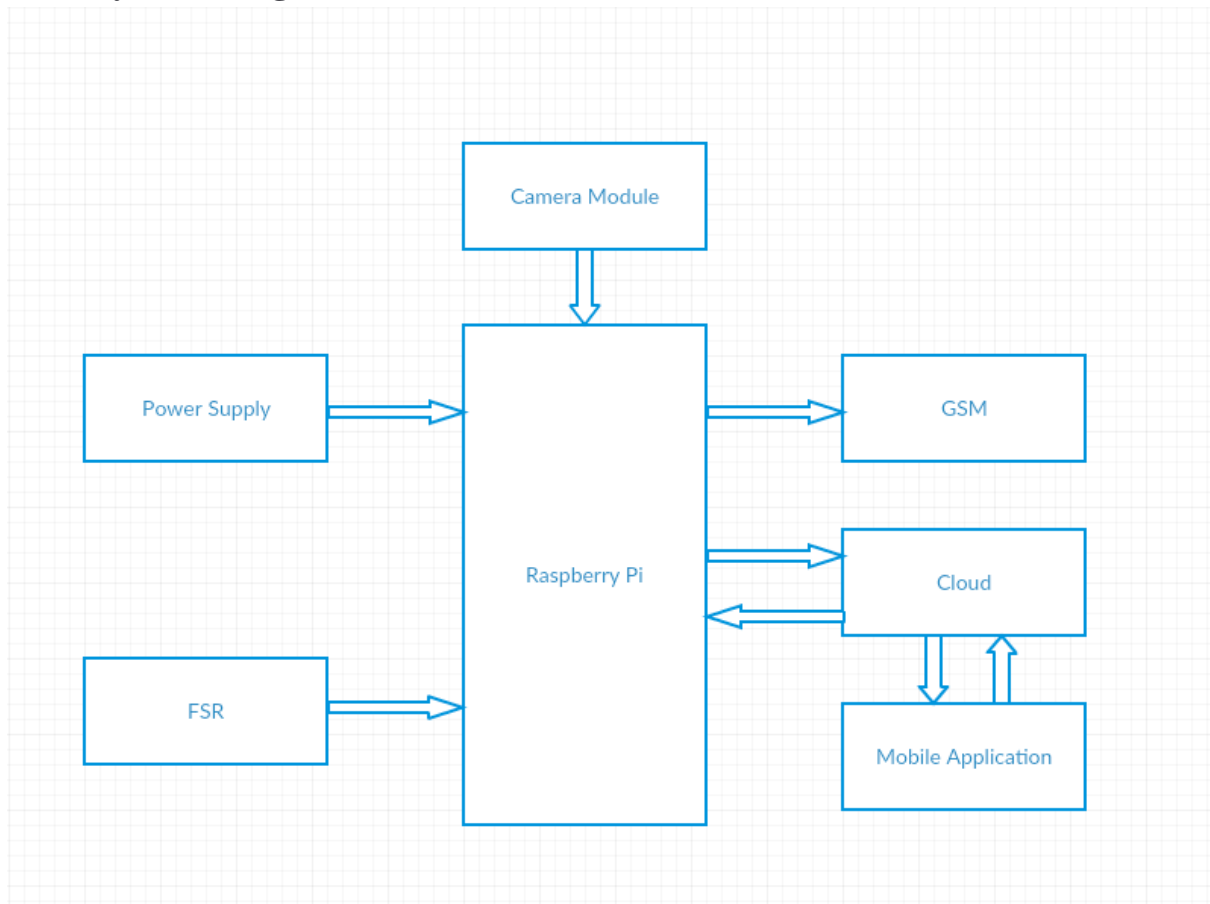 Camera Module
Power Supply
GSM
Raspberry Pi
Cloud
FSR
Mobile Application